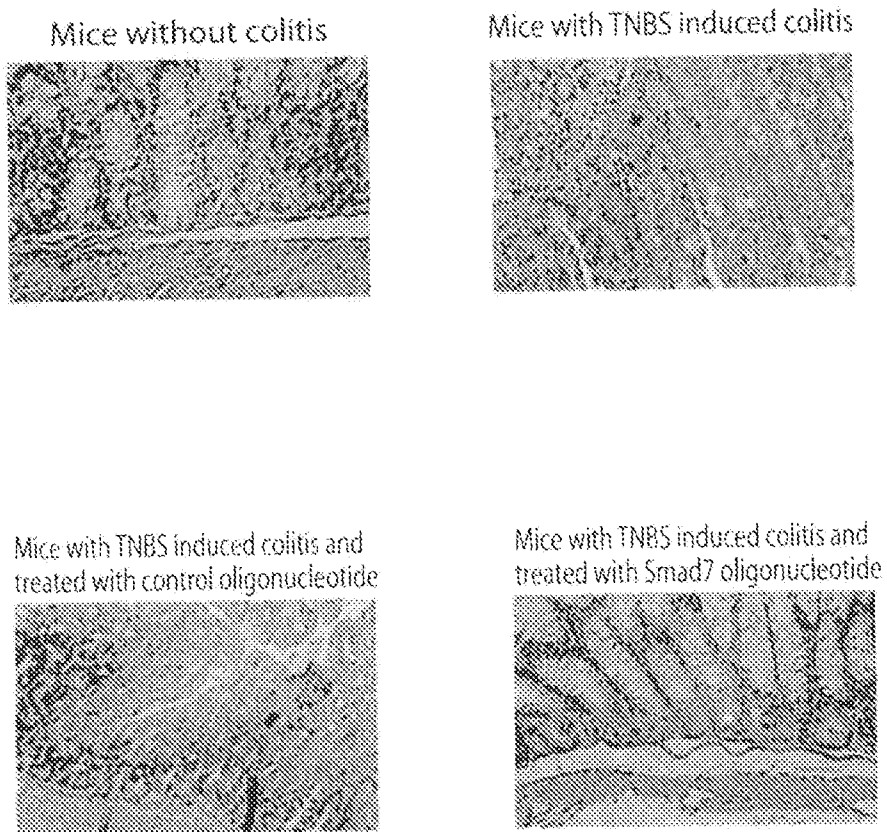 Mice without colitis
Mice with TNBS induced colitis
Mice with TNBS induced colitis and
treated with control oligonucleotide
Mice with TNBS induced colitis and
treated with Smad7 oligonucleotide